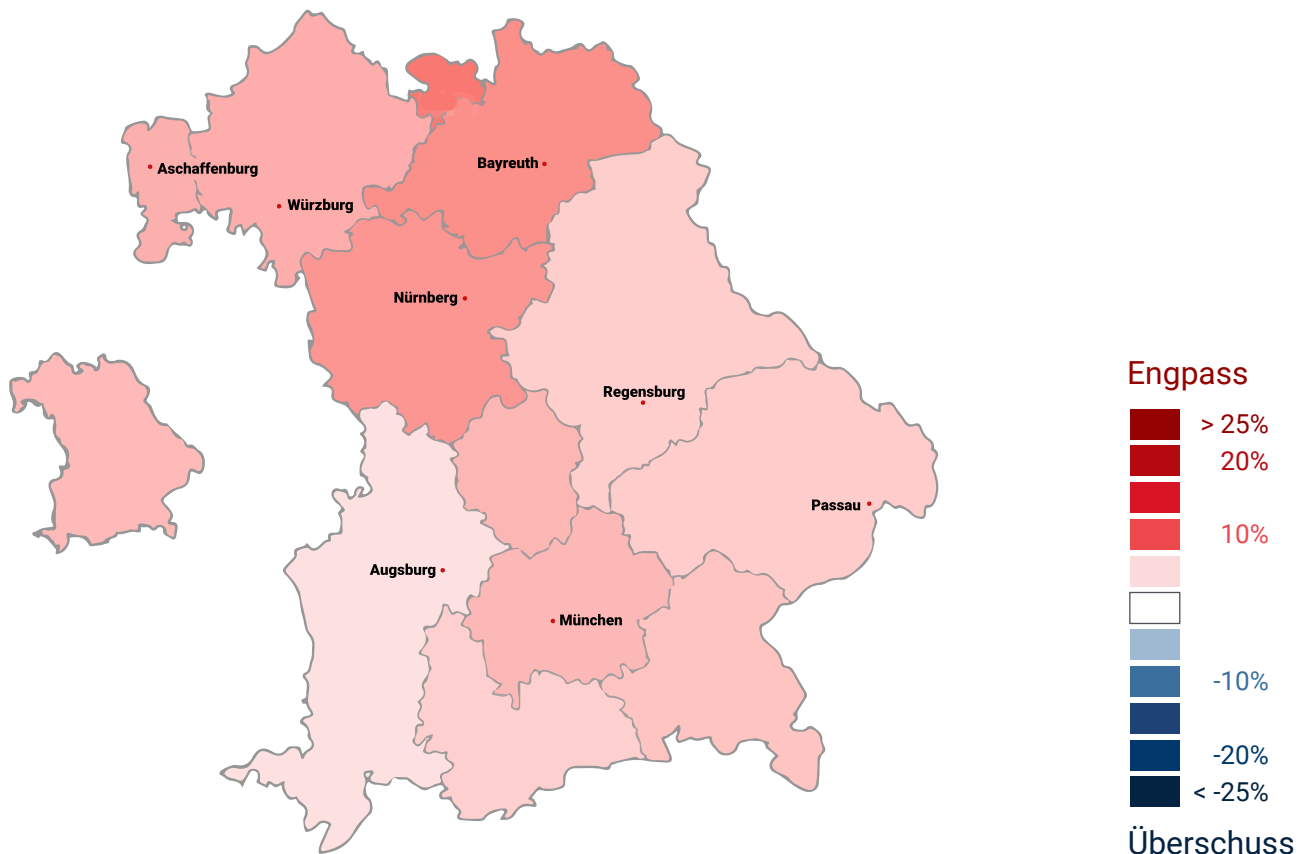 Bayreuth
Aschaffenburg
Würzburg
Nürnberg
Regensburg
Passau
Augsburg
München
Engpass
> 25%
20%
10%
-10%
-20%
< -25%
Überschuss